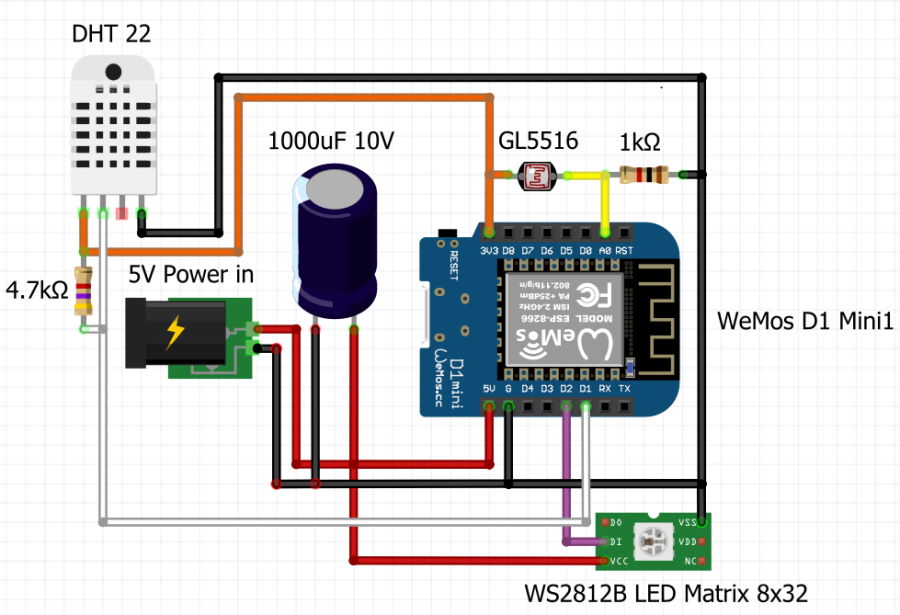 DHT 22
1000uF 10V
GL5516
1kΩ
4.7kΩ
5V Power in
3V3 D8 D7 D6 D5 D0 A0 RST
RESET
802.11b/g/n
PA +25dBm
ISM 2.4GHz
MODEL ESP-8266
FC
WeMos
D1mini
WeMos.cc
WeMos D1 Mini1
5V G D4 D3 D2 D1 RX TX
DO VSS
DI VDD
VCC NC
WS2812B LED Matrix 8x32